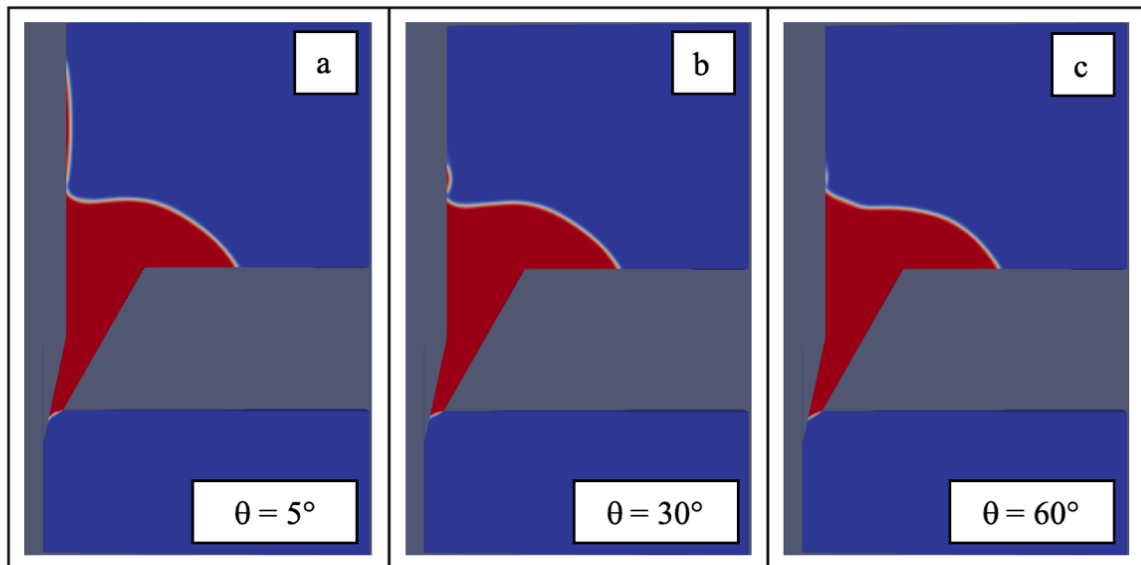 a
b
c
θ = 5°
θ = 30°
θ = 60°